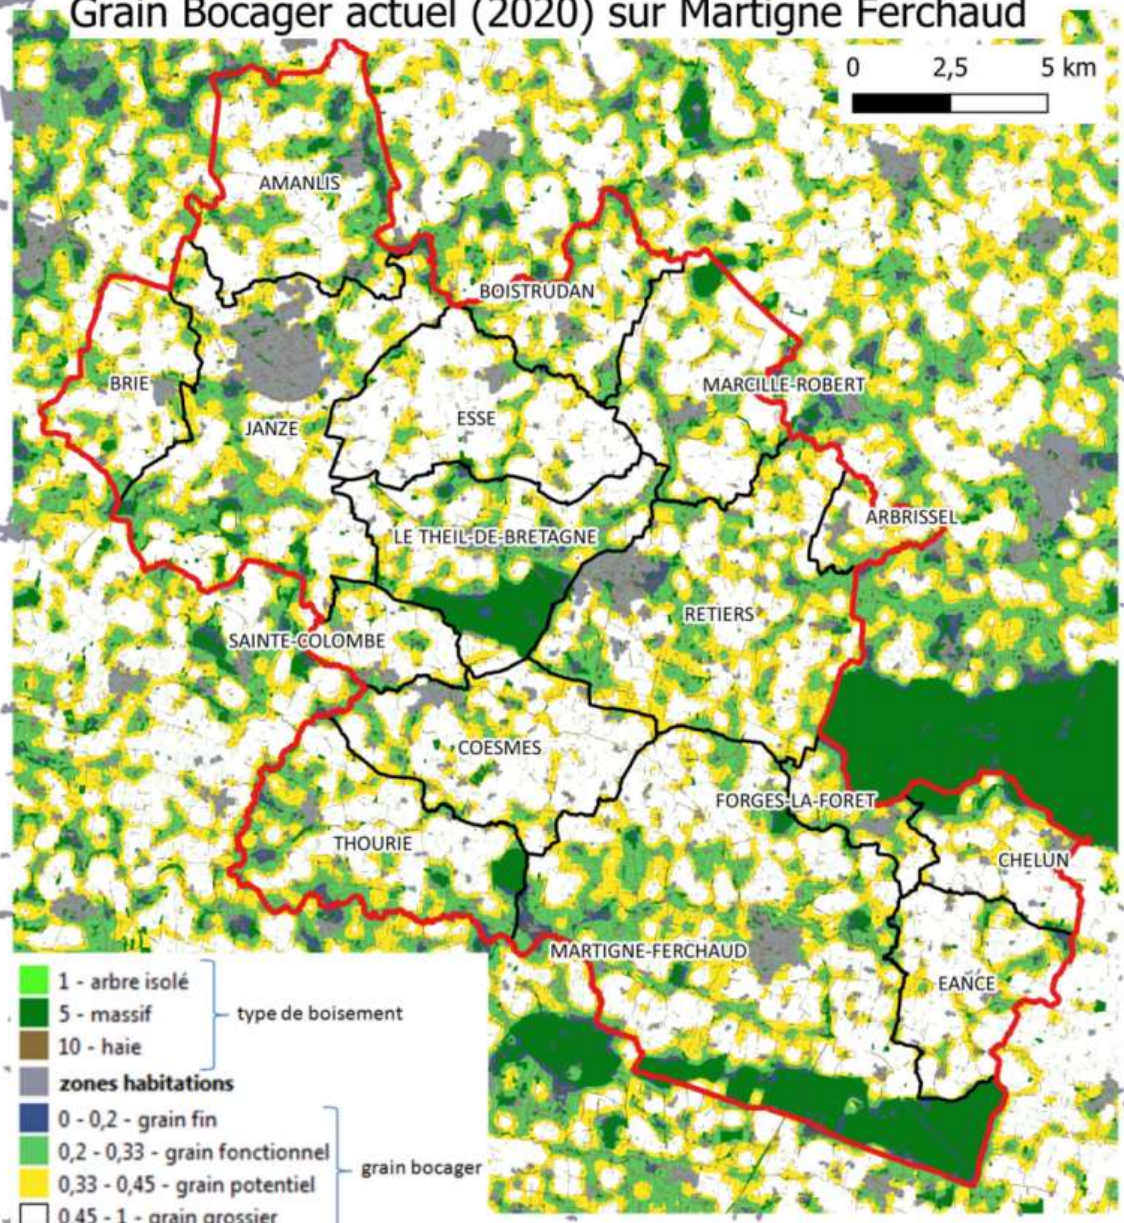 Grain Bocager actuel (2020) sur Martigne Ferchaud
0 2,5 5 km
AMANLIS
BOISTRUDAN
BRIE
MARCILLE-ROBERT
JANZE
ESSE
ARBRISSEL
LE THEIL-DE-BRETAGNE
RETIERS
SAINTE-COLOMBE
COESMES
FORGES-LA-FORET
THOURIE
CHELUN
MARTIGNE-FERCHAUD
EANCE
1 - arbre isolé
5 - massif
type de boisement
10 - haie
zones habitations
0 - 0,2 - grain fin
0,2 - 0,33 - grain fonctionnel
grain bocager
0,33 - 0,45 - grain potentiel
0,45 - 1 - grain grossier